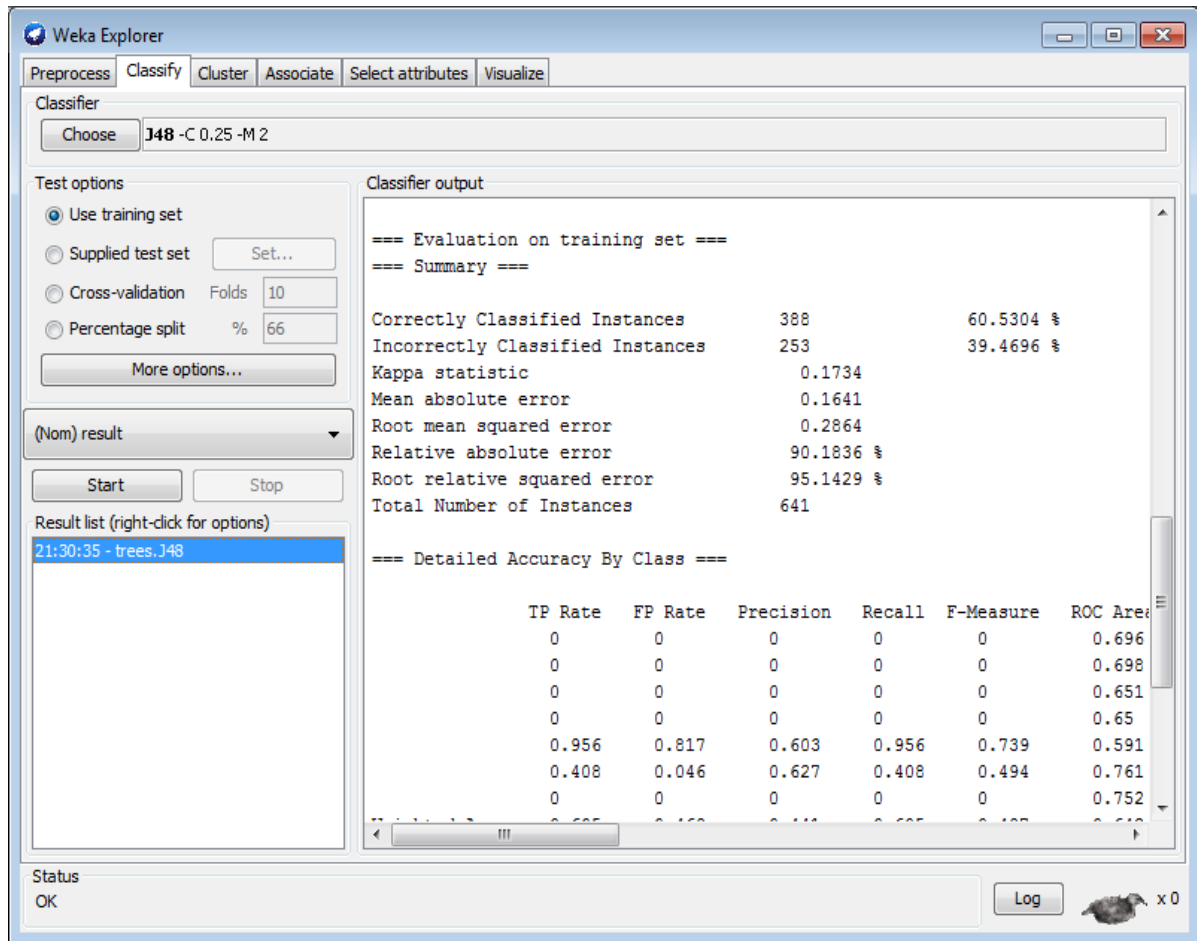 Weka Explorer
Preprocess Classify Cluster Associate Select attributes Visualize
Classifier
Choose J48 -C 0.25 -M 2
Test options
Use training set
Supplied test set Set...
Cross-validation Folds 10
Percentage split % 66
More options...
(Nom) result
Start Stop
Result list (right-click for options)
21:30:35 - trees.J48
Classifier output
=== Evaluation on training set ===
=== Summary ===
Correctly Classified Instances 388 60.5304 %
Incorrectly Classified Instances 253 39.4696 %
Kappa statistic 0.1734
Mean absolute error 0.1641
Root mean squared error 0.2864
Relative absolute error 90.1836 %
Root relative squared error 95.1429 %
Total Number of Instances 641
=== Detailed Accuracy By Class ===
TP Rate FP Rate Precision Recall F-Measure ROC Area
0 0 0 0 0 0.696
0 0 0 0 0 0.698
0 0 0 0 0 0.651
0 0 0 0 0 0.65
0.956 0.817 0.603 0.956 0.739 0.591
0.408 0.046 0.627 0.408 0.494 0.761
0 0 0 0 0 0.752
Status
OK
Log x 0